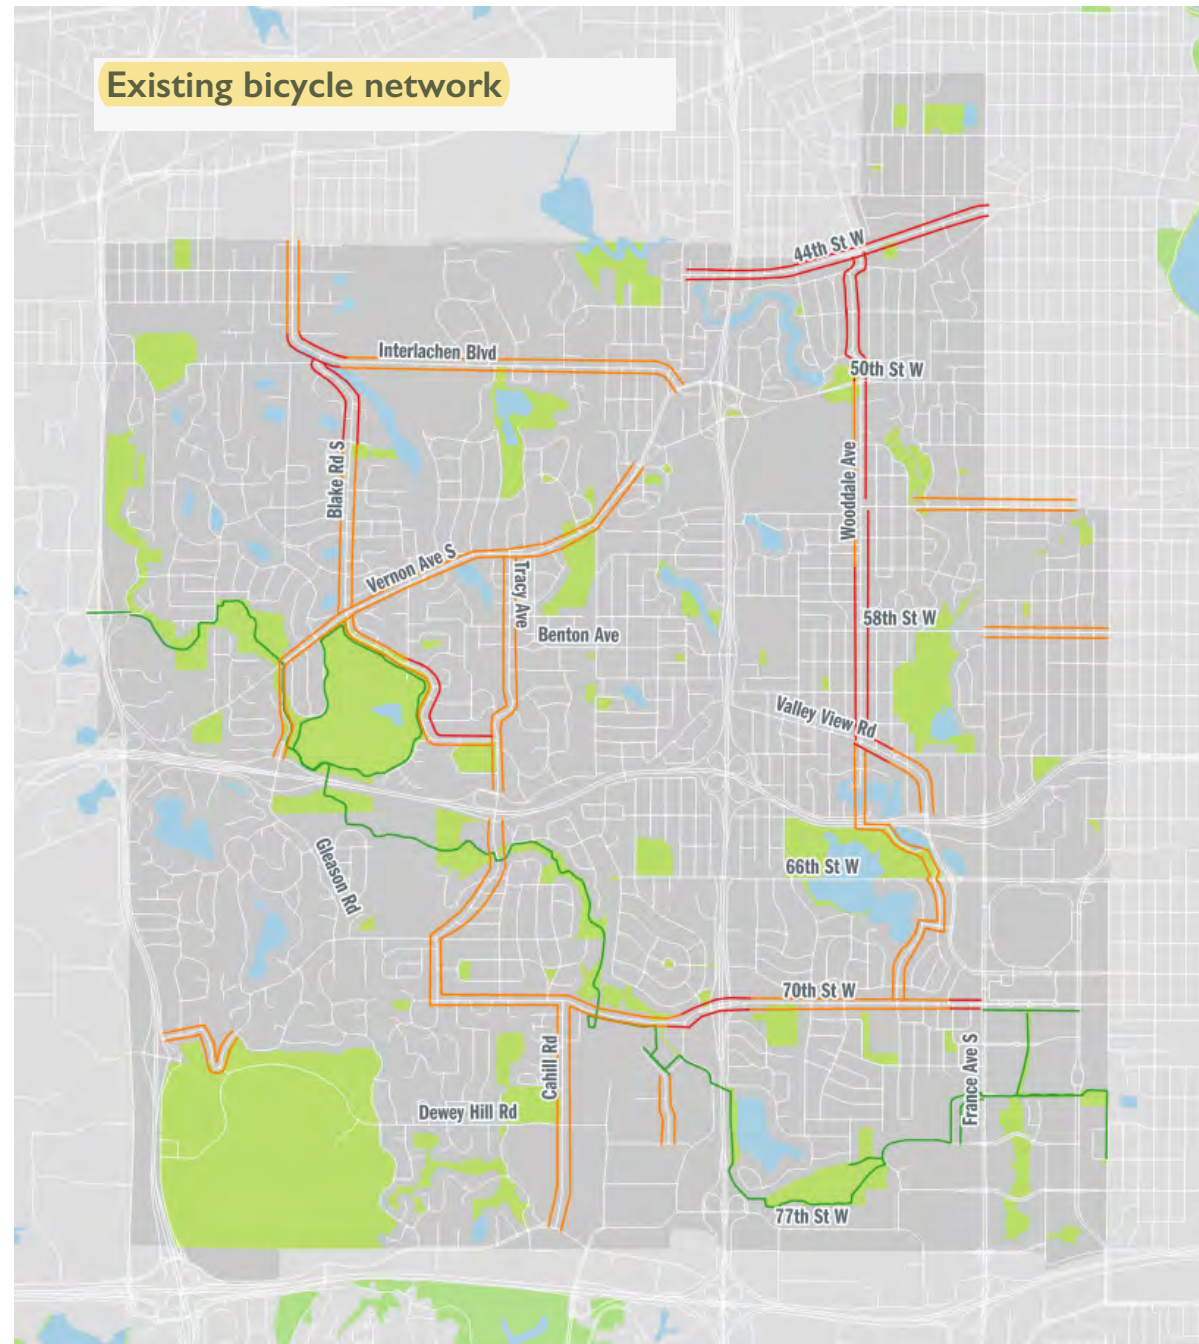 Existing bicycle network
44th St W
Interlachen Blvd
50th St W
Blake Rd S
Wooddale Ave
Vernon Ave S
Tracy Ave
58th St W
Benton Ave
Valley View Rd
Gleason Rd
66th St W
70th St W
Cahill Rd
France Ave S
Dewey Hill Rd
77th St W